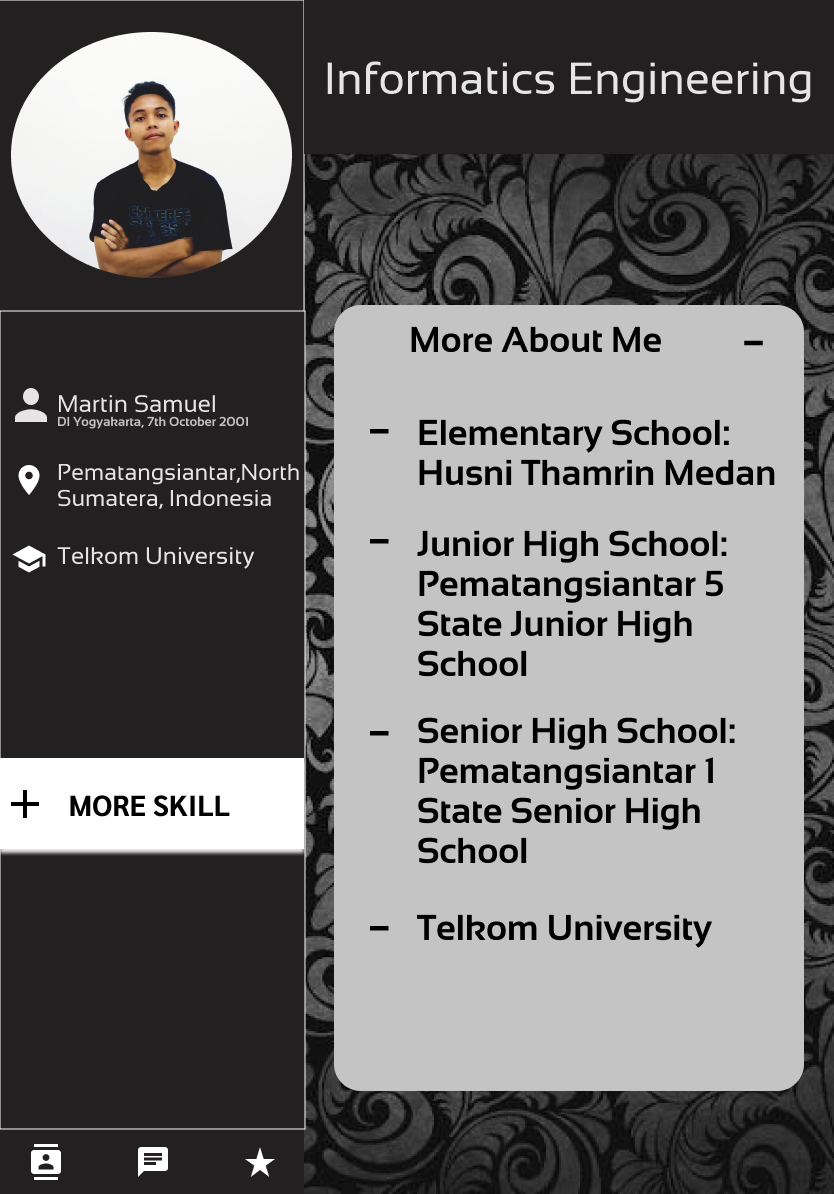 Informatics Engineering
Martin Samuel
DI Yogyakarta, 7th October 2001
Pematangsiantar,North
Sumatera, Indonesia
Telkom University
+ MORE SKILL
More About Me –
– Elementary School:
Husni Thamrin Medan
– Junior High School:
Pematangsiantar 5
State Junior High
School
– Senior High School:
Pematangsiantar 1
State Senior High
School
– Telkom University